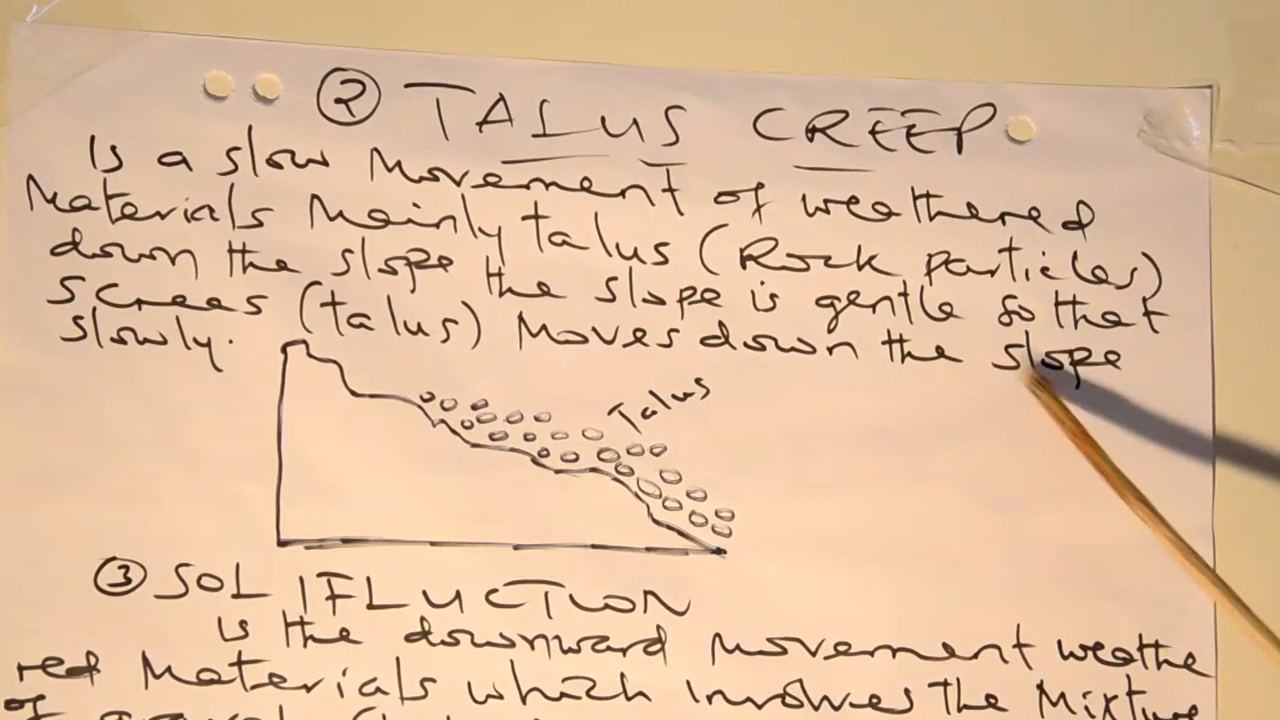 ② TALUS CREEP
Is a slow movement of weathered
Materials Mainly talus (Rock particles)
down the slope the slope is gentle so that
screes (talus) moves down the slope
slowly.
Talus
③ SOLIFLUCTION
is the downward movement weathe
red Materials which involves the Mixture
of